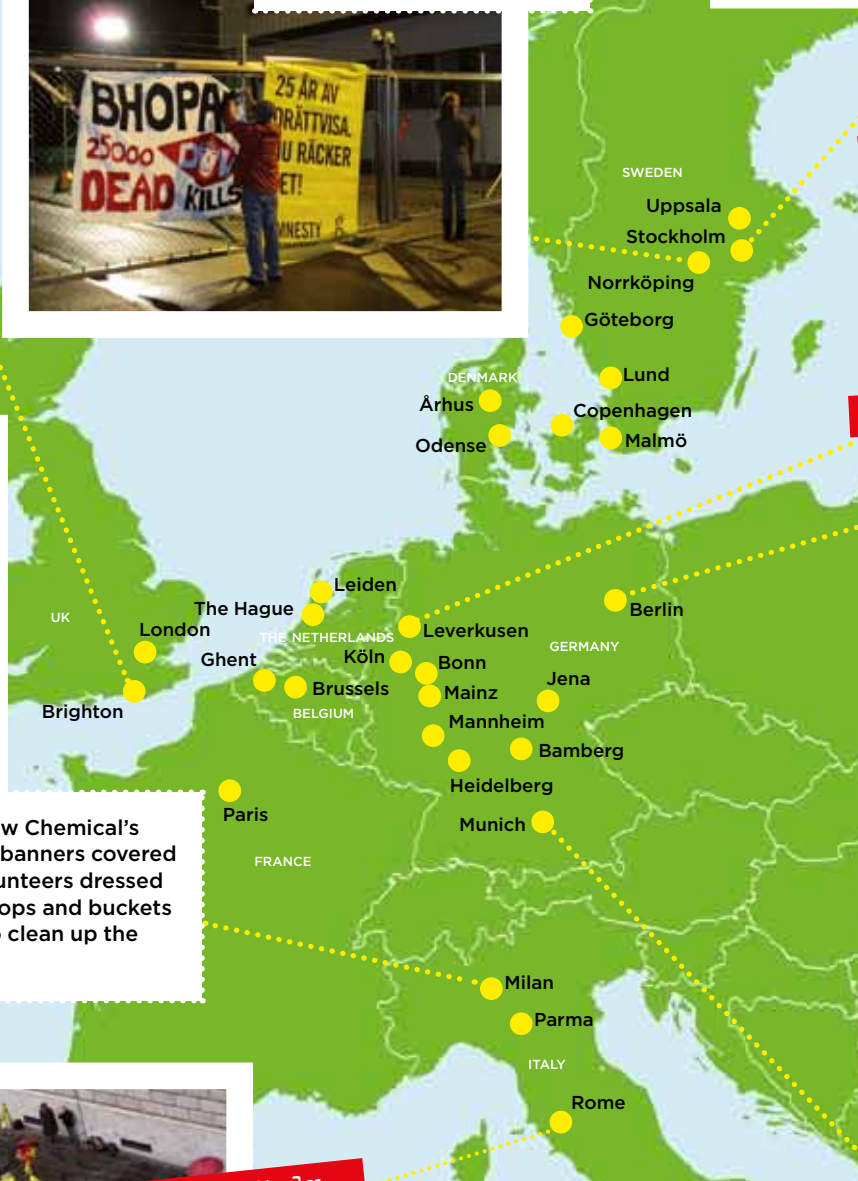 BHOPA
25000
DEAD
KILLS
25 ÅR AV
RÄCKER
SWEDEN
Uppsala
Stockholm
Norrköping
Göteborg
DENMARK
Lund
Århus
Copenhagen
Odense
Malmö
Leiden
The Hague
Berlin
UK
London
THE NETHERLANDS
Leverkusen
GERMANY
Ghent
Köln
Bonn
Jena
Brussels
Mainz
Brighton
BELGIUM
Mannheim
Bamberg
Heidelberg
Paris
Munich
FRANCE
w Chemical's
banners covered
unteers dressed
ops and buckets
clean up the
Milan
Parma
ITALY
Rome